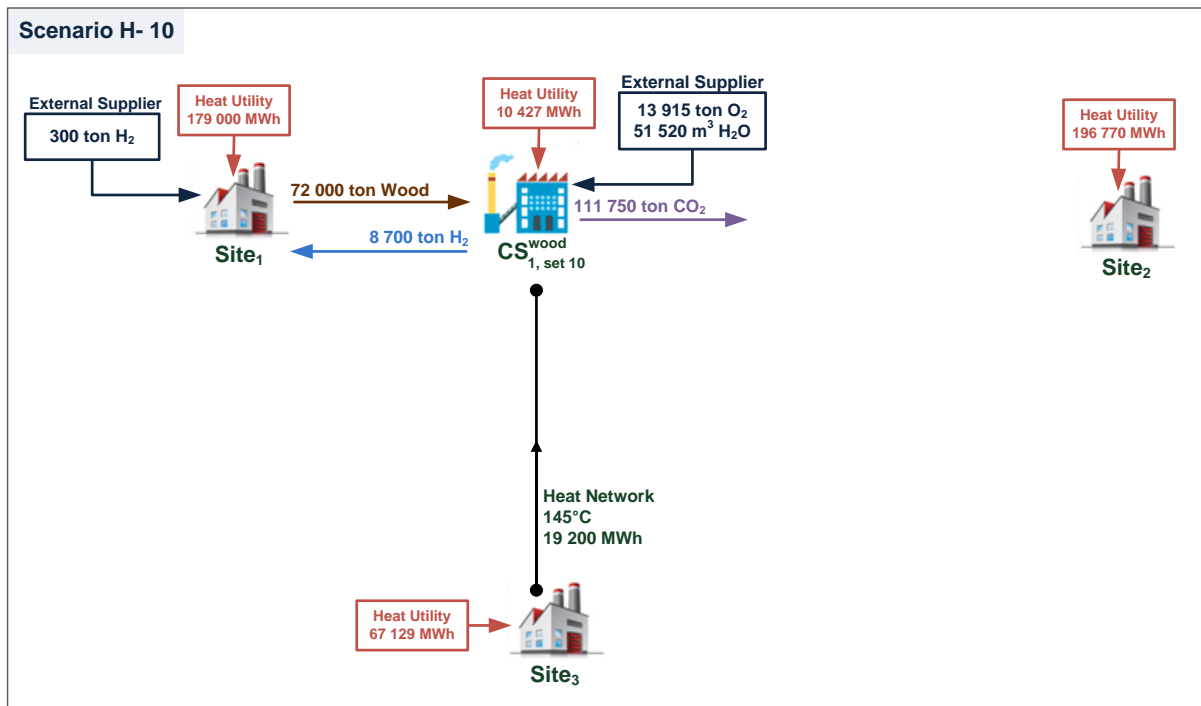 Scenario H- 10
External Supplier
300 ton H₂
Heat Utility
179 000 MWh
Site₁
72 000 ton Wood
8 700 ton H₂
Heat Utility
10 427 MWh
External Supplier
13 915 ton O₂
51 520 m³ H₂O
111 750 ton CO₂
CS wood 1, set 10
Heat Utility
196 770 MWh
Site₂
Heat Network
145°C
19 200 MWh
Heat Utility
67 129 MWh
Site₃